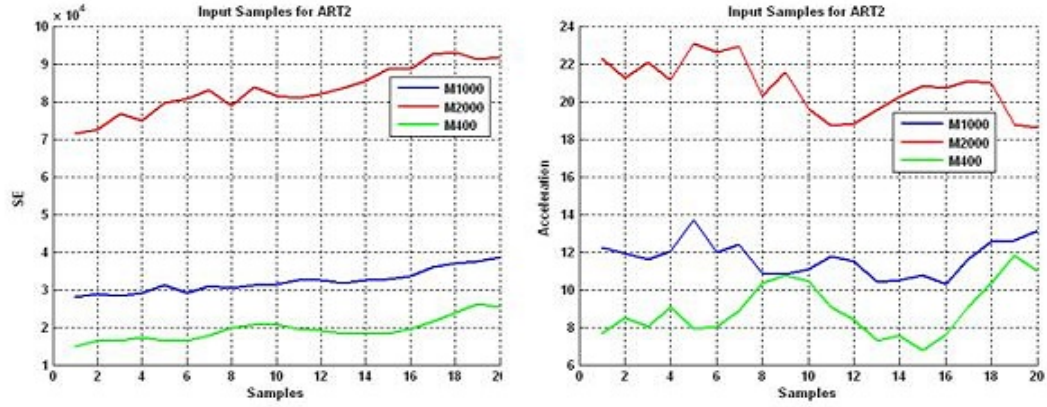 × 10⁴
Input Samples for ART2
10
9
8
7
6
5
4
3
2
1
SE
M1000
M2000
M400
0 2 4 6 8 10 12 14 16 18 20
Samples
Input Samples for ART2
24
22
20
18
16
14
12
10
8
6
Acceleration
M1000
M2000
M400
0 2 4 6 8 10 12 14 16 18 20
Samples